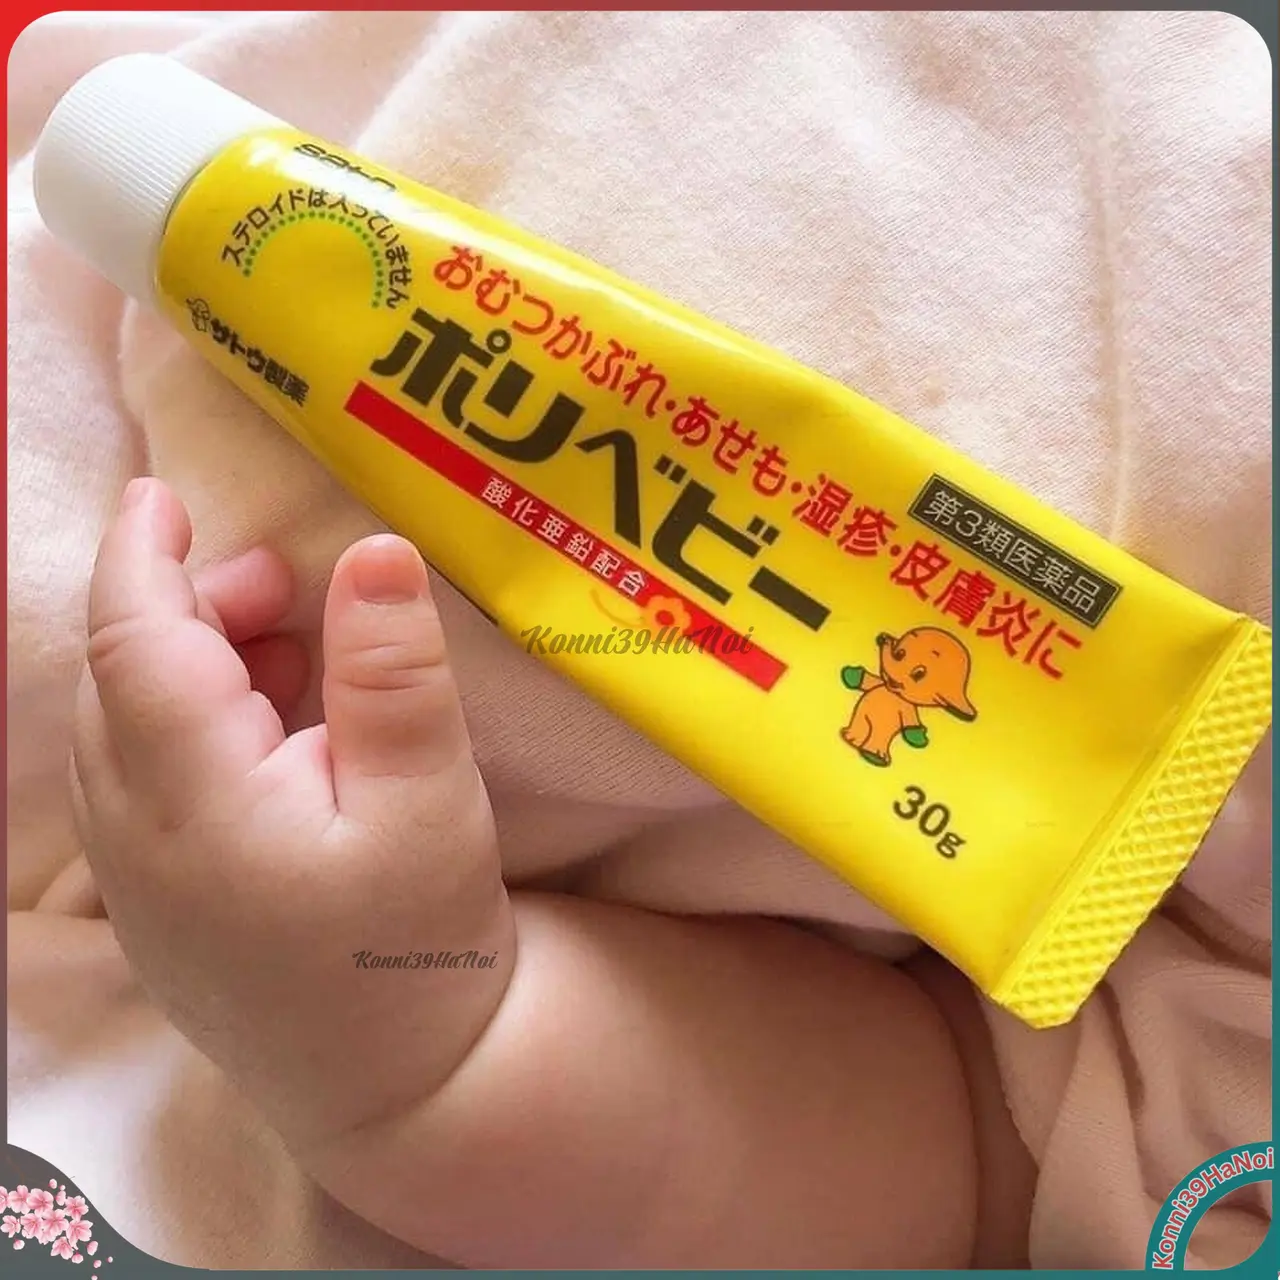 ステロイドは入っていません
サトウ製薬
おむつかぶれ・あせも・湿疹・皮膚炎に
ポリベビー
酸化亜鉛配合
第3類医薬品
30g
Konni39HaNoi
Konni39HaNoi
Konni39HaNoi